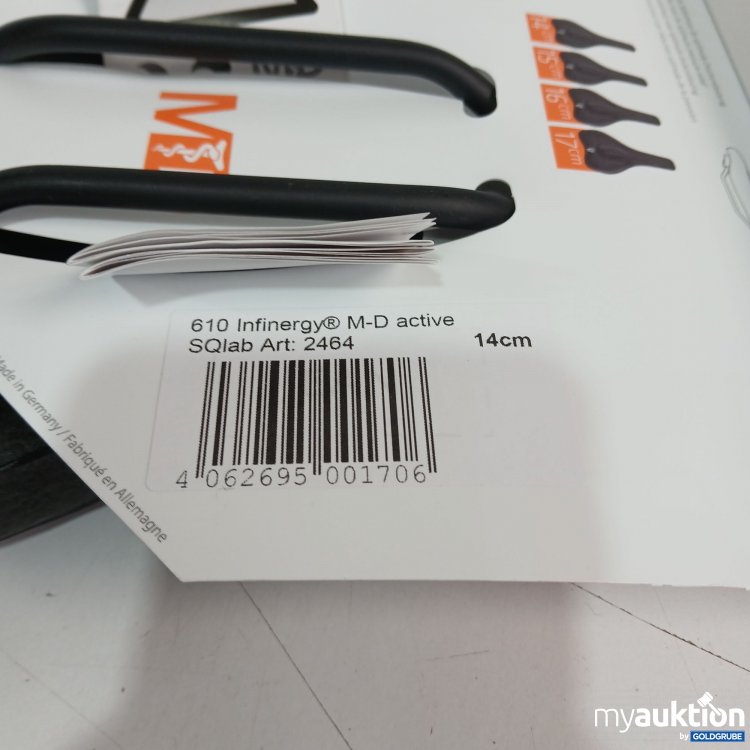 14cm
15cm
16cm
17cm
610 Infinergy® M-D active
SQlab Art: 2464
14cm
4 062695 001706
Made in Germany / Fabriqué en Allemagne
myauktion
by GOLDGRUBE